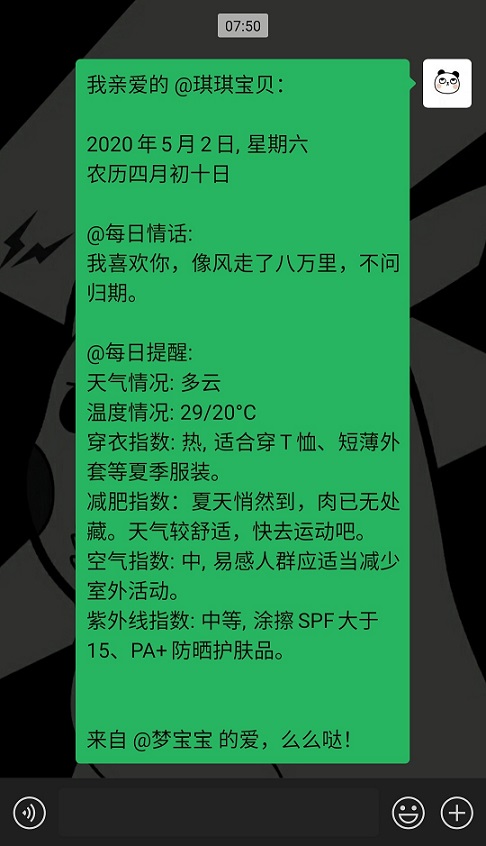 07:50
我亲爱的 @琪琪宝贝：
2020 年 5 月 2 日, 星期六
农历四月初十日
@每日情话:
我喜欢你，像风走了八万里，不问
归期。
@每日提醒:
天气情况: 多云
温度情况: 29/20°C
穿衣指数: 热, 适合穿 T 恤、短薄外
套等夏季服装。
减肥指数：夏天悄然到，肉已无处
藏。天气较舒适，快去运动吧。
空气指数: 中, 易感人群应适当减少
室外活动。
紫外线指数: 中等, 涂擦 SPF 大于
15、PA+ 防晒护肤品。
来自 @梦宝宝 的爱，么么哒！